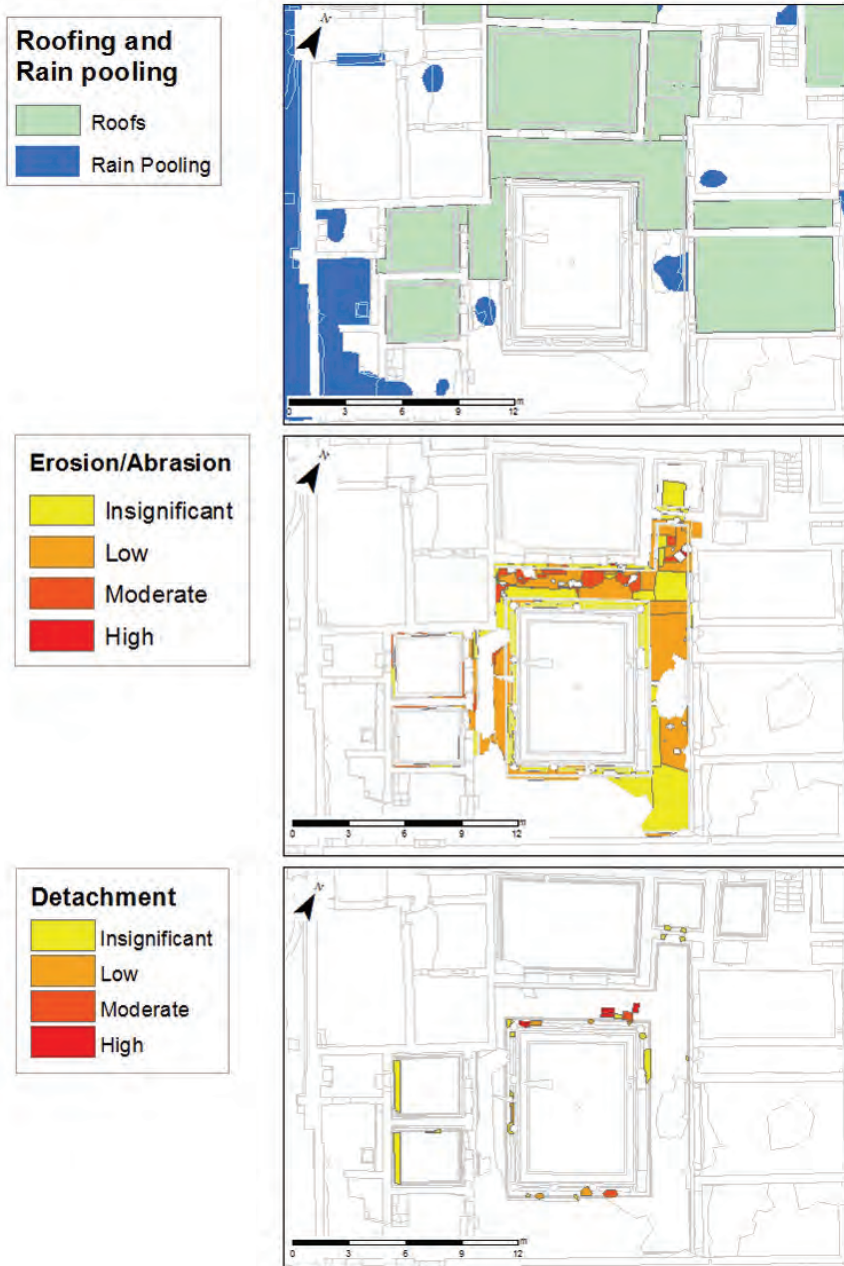 Roofing and
Rain pooling
Roofs
Rain Pooling
N
0 3 6 9 12 m
Erosion/Abrasion
Insignificant
Low
Moderate
High
N
0 3 6 9 12 m
Detachment
Insignificant
Low
Moderate
High
N
0 3 6 9 12 m